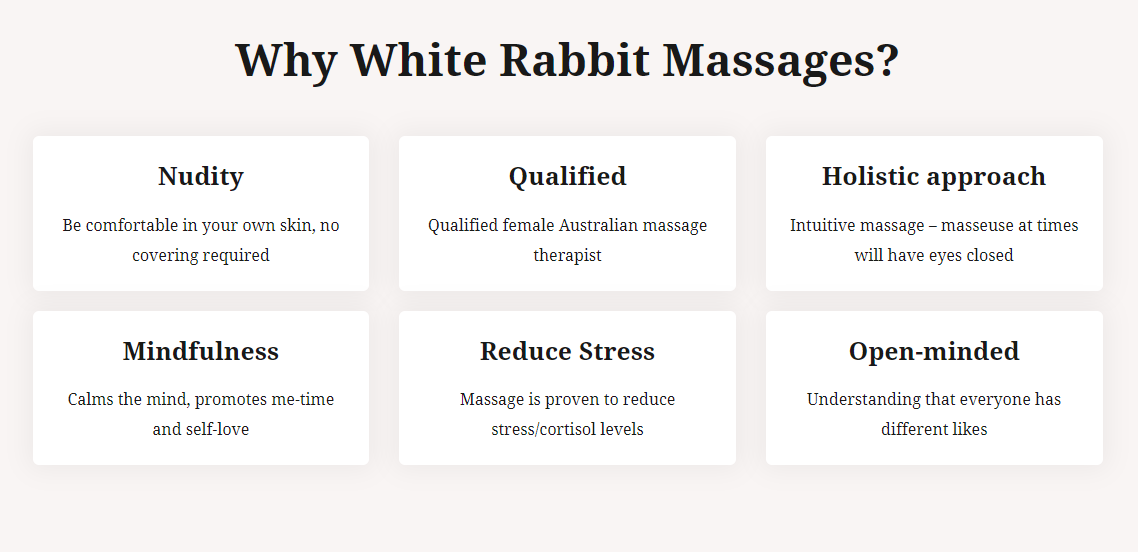 Why White Rabbit Massages?
Nudity
Be comfortable in your own skin, no
covering required
Qualified
Qualified female Australian massage
therapist
Holistic approach
Intuitive massage – masseuse at times
will have eyes closed
Mindfulness
Calms the mind, promotes me-time
and self-love
Reduce Stress
Massage is proven to reduce
stress/cortisol levels
Open-minded
Understanding that everyone has
different likes